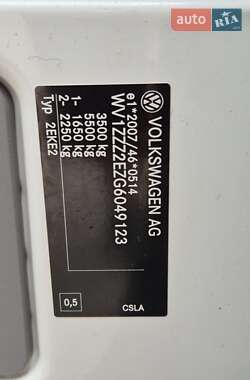 AUTO
RIA.com
VOLKSWAGEN AG
e1*2007/46*0514
WV1ZZZ2EZG6049123
3500 kg
5500 kg
1- 1650 kg
2- 2250 kg
Typ 2EKE2
0,5
CSLA